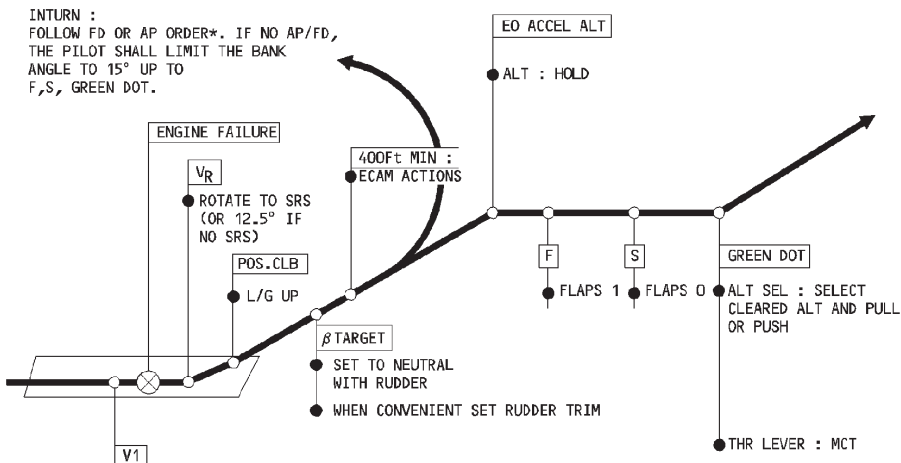 INTURN :
FOLLOW FD OR AP ORDER*. IF NO AP/FD,
THE PILOT SHALL LIMIT THE BANK
ANGLE TO 15° UP TO
F,S, GREEN DOT.
EO ACCEL ALT
ALT : HOLD
ENGINE FAILURE
VR
ROTATE TO SRS
(OR 12.5° IF
NO SRS)
400Ft MIN :
ECAM ACTIONS
POS.CLB
L/G UP
F
S
GREEN DOT
FLAPS 1
FLAPS 0
ALT SEL : SELECT
CLEARED ALT AND PULL
OR PUSH
β TARGET
SET TO NEUTRAL
WITH RUDDER
WHEN CONVENIENT SET RUDDER TRIM
V1
THR LEVER : MCT